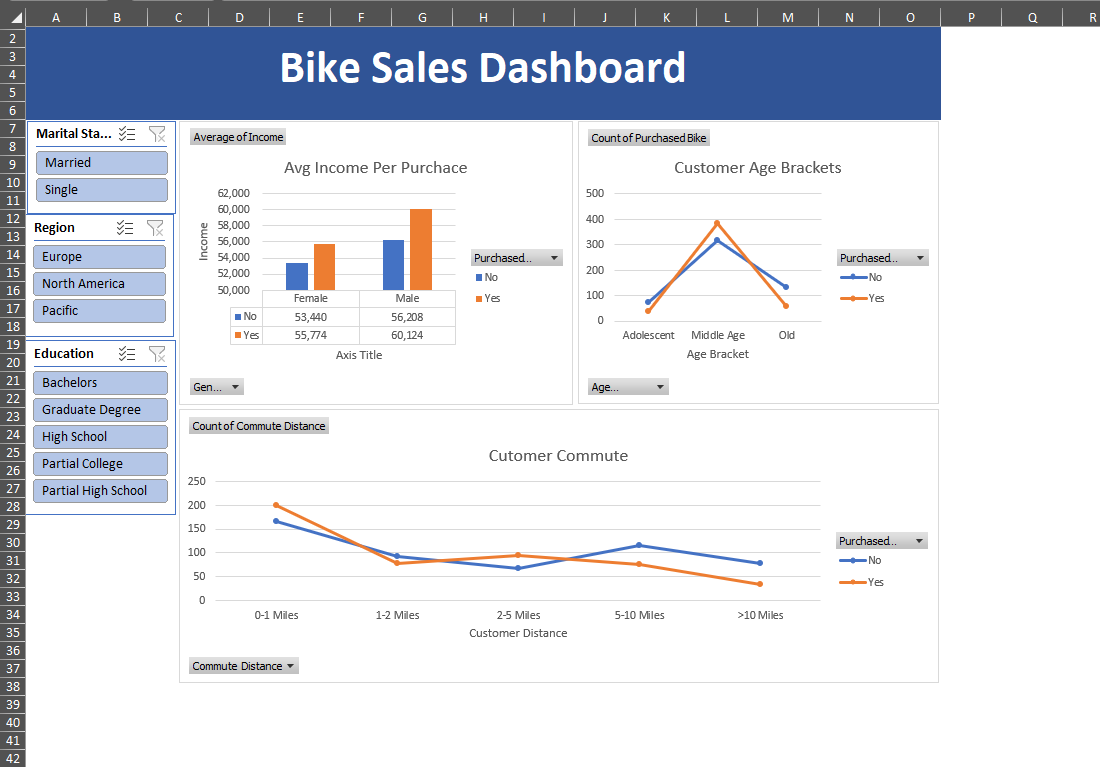 A B C D E F G H I J K L M N O P Q R
2
3
4
5
6
7
8
9
10
11
12
13
14
15
16
17
18
19
20
21
22
23
24
25
26
27
28
29
30
31
32
33
34
35
36
37
38
39
40
41
42
Bike Sales Dashboard
Marital Sta...
Married
Single
Region
Europe
North America
Pacific
Education
Bachelors
Graduate Degree
High School
Partial College
Partial High School
Average of Income
Avg Income Per Purchace
Income
62,000
60,000
58,000
56,000
54,000
52,000
50,000
Female Male
No 53,440 56,208
Yes 55,774 60,124
Axis Title
Purchased...
No
Yes
Gen...
Count of Purchased Bike
Customer Age Brackets
500
400
300
200
100
0
Adolescent Middle Age Old
Age Bracket
Purchased...
No
Yes
Age...
Count of Commute Distance
Cutomer Commute
250
200
150
100
50
0
0-1 Miles 1-2 Miles 2-5 Miles 5-10 Miles >10 Miles
Customer Distance
Purchased...
No
Yes
Commute Distance